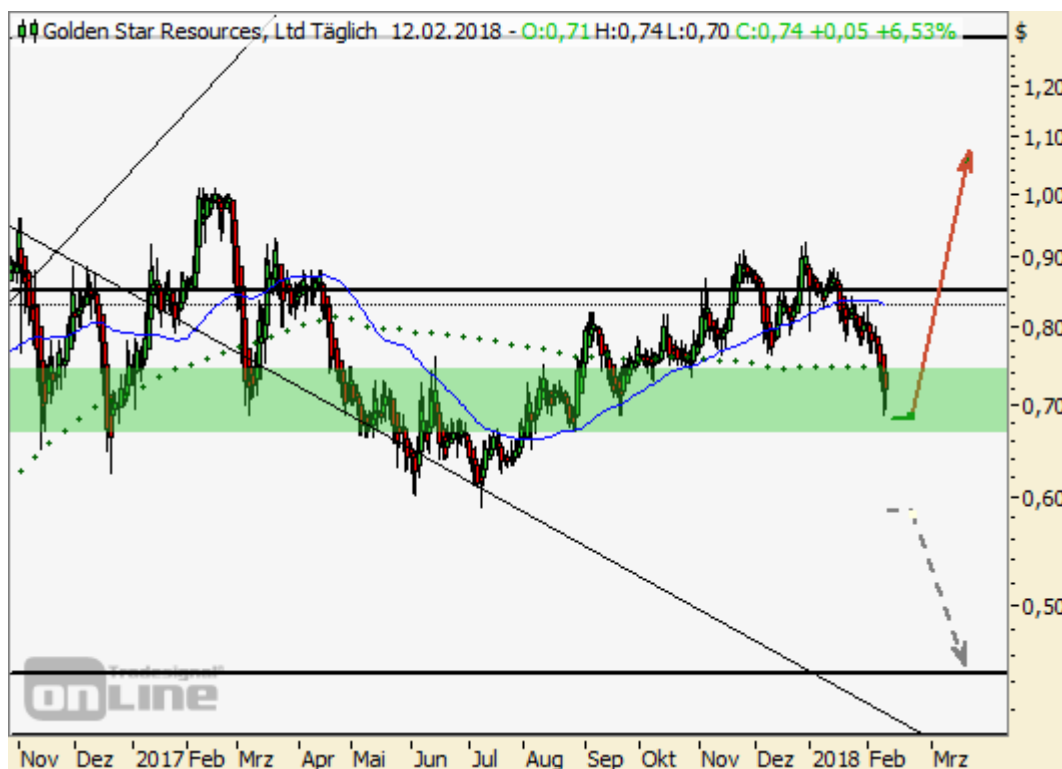 Golden Star Resources, Ltd Täglich 12.02.2018 - O:0,71 H:0,74 L:0,70 C:0,74 +0,05 +6,53%
$
1,20
1,10
1,00
0,90
0,80
0,70
0,60
0,50
Tradesignal®
onLine
Nov Dez 2017 Feb Mrz Apr Mai Jun Jul Aug Sep Okt Nov Dez 2018 Feb Mrz